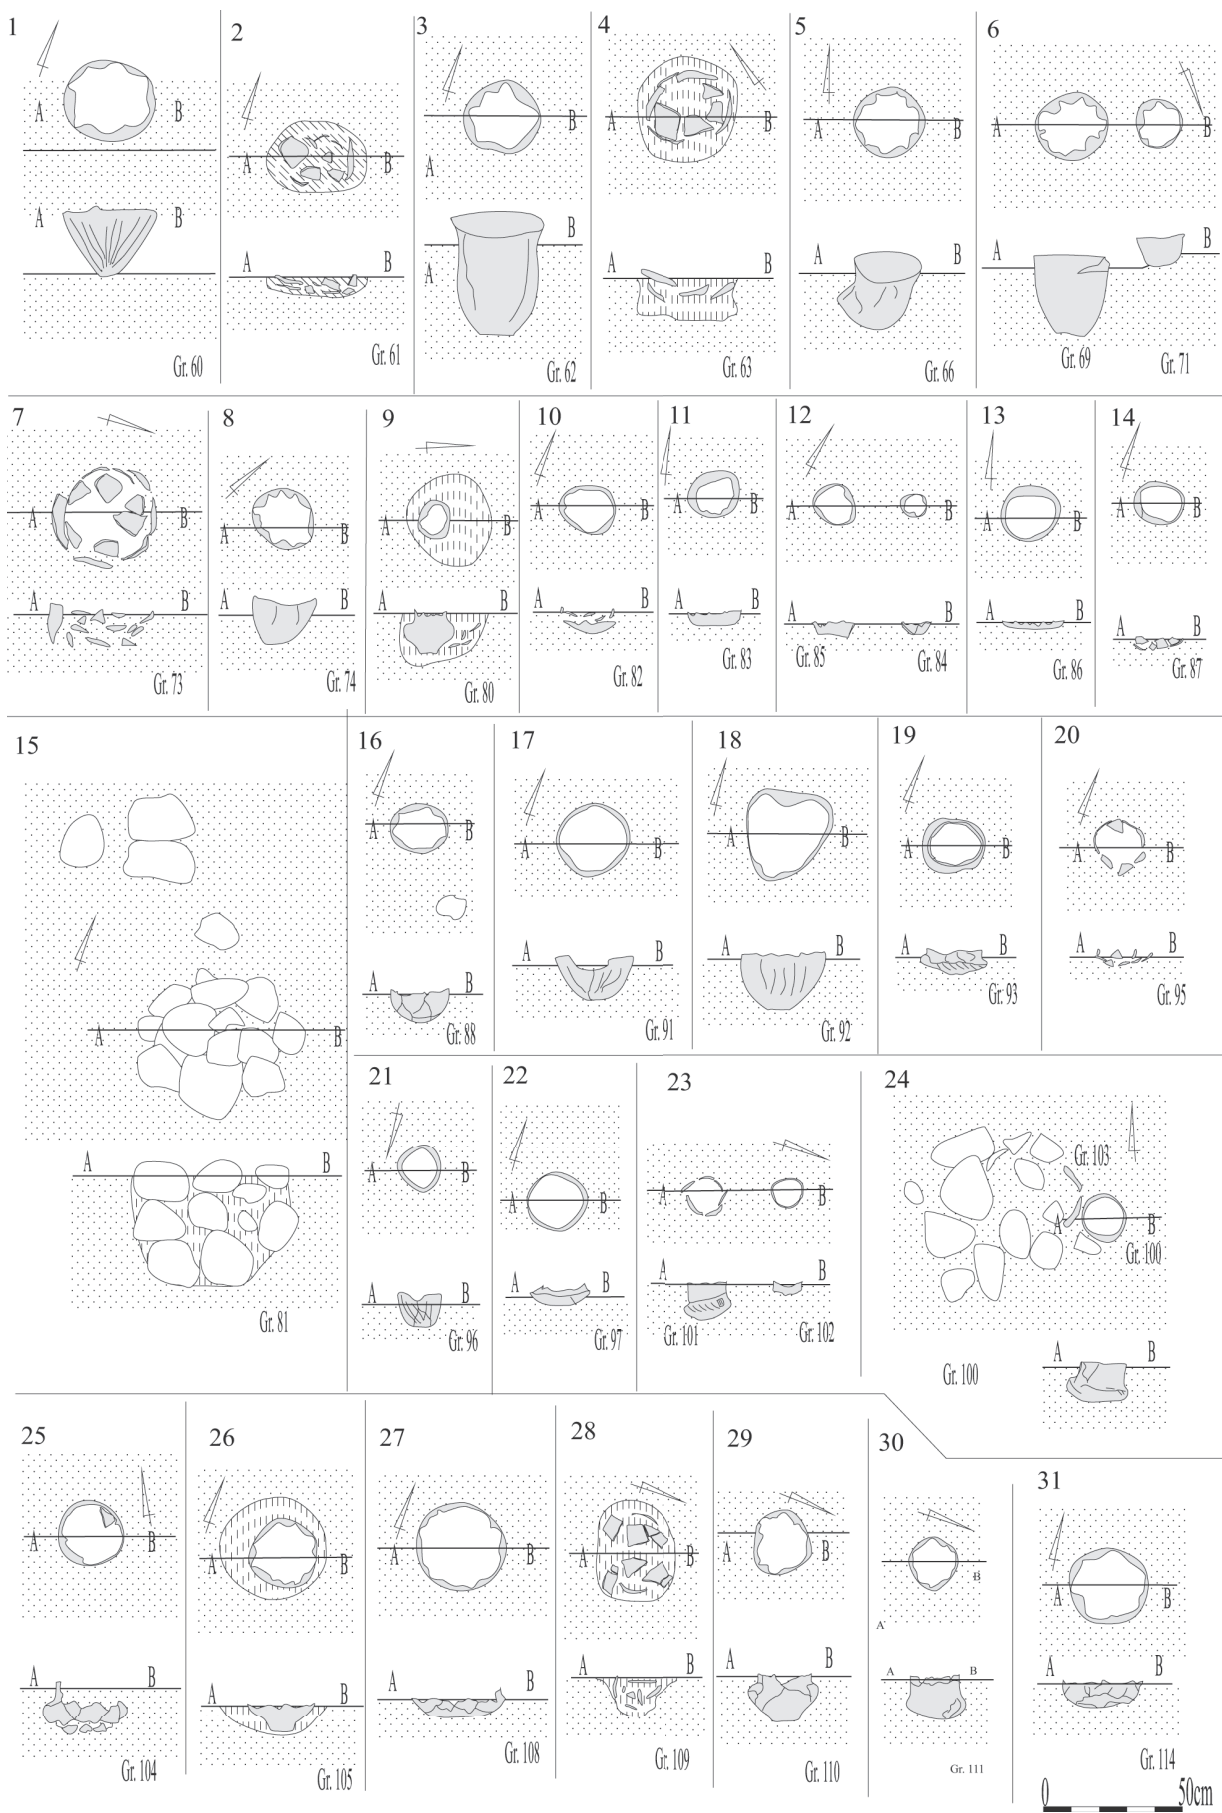 1
A B
A B
Gr. 60
2
A B
A B
Gr. 61
3
B
A
B
A
Gr. 62
4
A B
A B
Gr. 63
5
A B
A B
Gr. 66
6
A B
A B
Gr. 69 Gr. 71
7
A B
A B
Gr. 73
8
A B
A B
Gr. 74
9
A B
A B
Gr. 80
10
A B
A B
Gr. 82
11
A B
A B
Gr. 83
12
A B
A B
Gr. 85 Gr. 84
13
A B
A B
Gr. 86
14
A B
A B
Gr. 87
15
A B
A B
Gr. 81
16
A B
A B
Gr. 88
17
A B
A B
Gr. 91
18
A B
A B
Gr. 92
19
A B
A B
Gr. 93
20
A B
A B
Gr. 95
21
A B
A B
Gr. 96
22
A B
A B
Gr. 97
23
A B
A B
Gr. 101 Gr. 102
24
Gr. 103
A B
Gr. 100
A B
Gr. 100
25
A B
A B
Gr. 104
26
A B
A B
Gr. 105
27
A B
A B
Gr. 108
28
A B
A B
Gr. 109
29
A B
A B
Gr. 110
30
B
A
A B
Gr. 111
31
A B
A B
Gr. 114
0 50cm